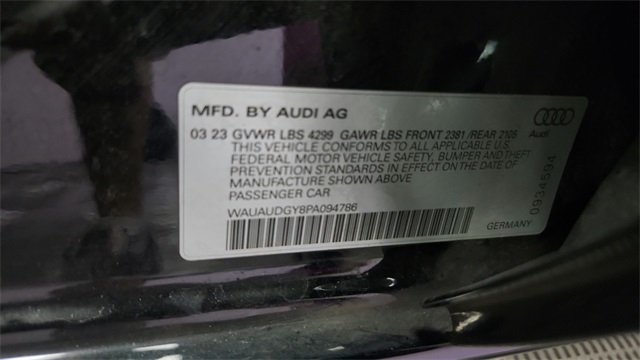 MFD. BY AUDI AG
03 23 GVWR LBS 4299 GAWR LBS FRONT 2381 /REAR 2105
Audi
THIS VEHICLE CONFORMS TO ALL APPLICABLE U.S.
FEDERAL MOTOR VEHICLE SAFETY, BUMPER AND THEFT
PREVENTION STANDARDS IN EFFECT ON THE DATE OF
MANUFACTURE SHOWN ABOVE
PASSENGER CAR
WAUAUDGY8PA094786
GERMANY
0934694